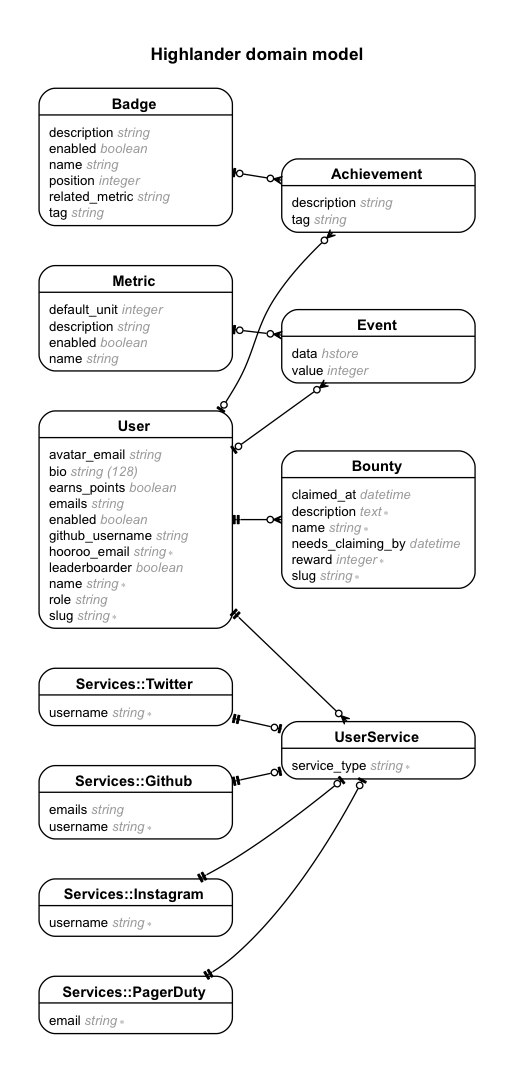 Highlander domain model
Badge
description string
enabled boolean
name string
position integer
related_metric string
tag string
Achievement
description string
tag string
Metric
default_unit integer
description string
enabled boolean
name string
Event
data hstore
value integer
User
avatar_email string
bio string (128)
earns_points boolean
emails string
enabled boolean
github_username string
hooroo_email string*
leaderboarder boolean
name string*
role string
slug string*
Bounty
claimed_at datetime
description text*
name string*
needs_claiming_by datetime
reward integer*
slug string*
Services::Twitter
username string*
UserService
service_type string*
Services::Github
emails string
username string*
Services::Instagram
username string*
Services::PagerDuty
email string*